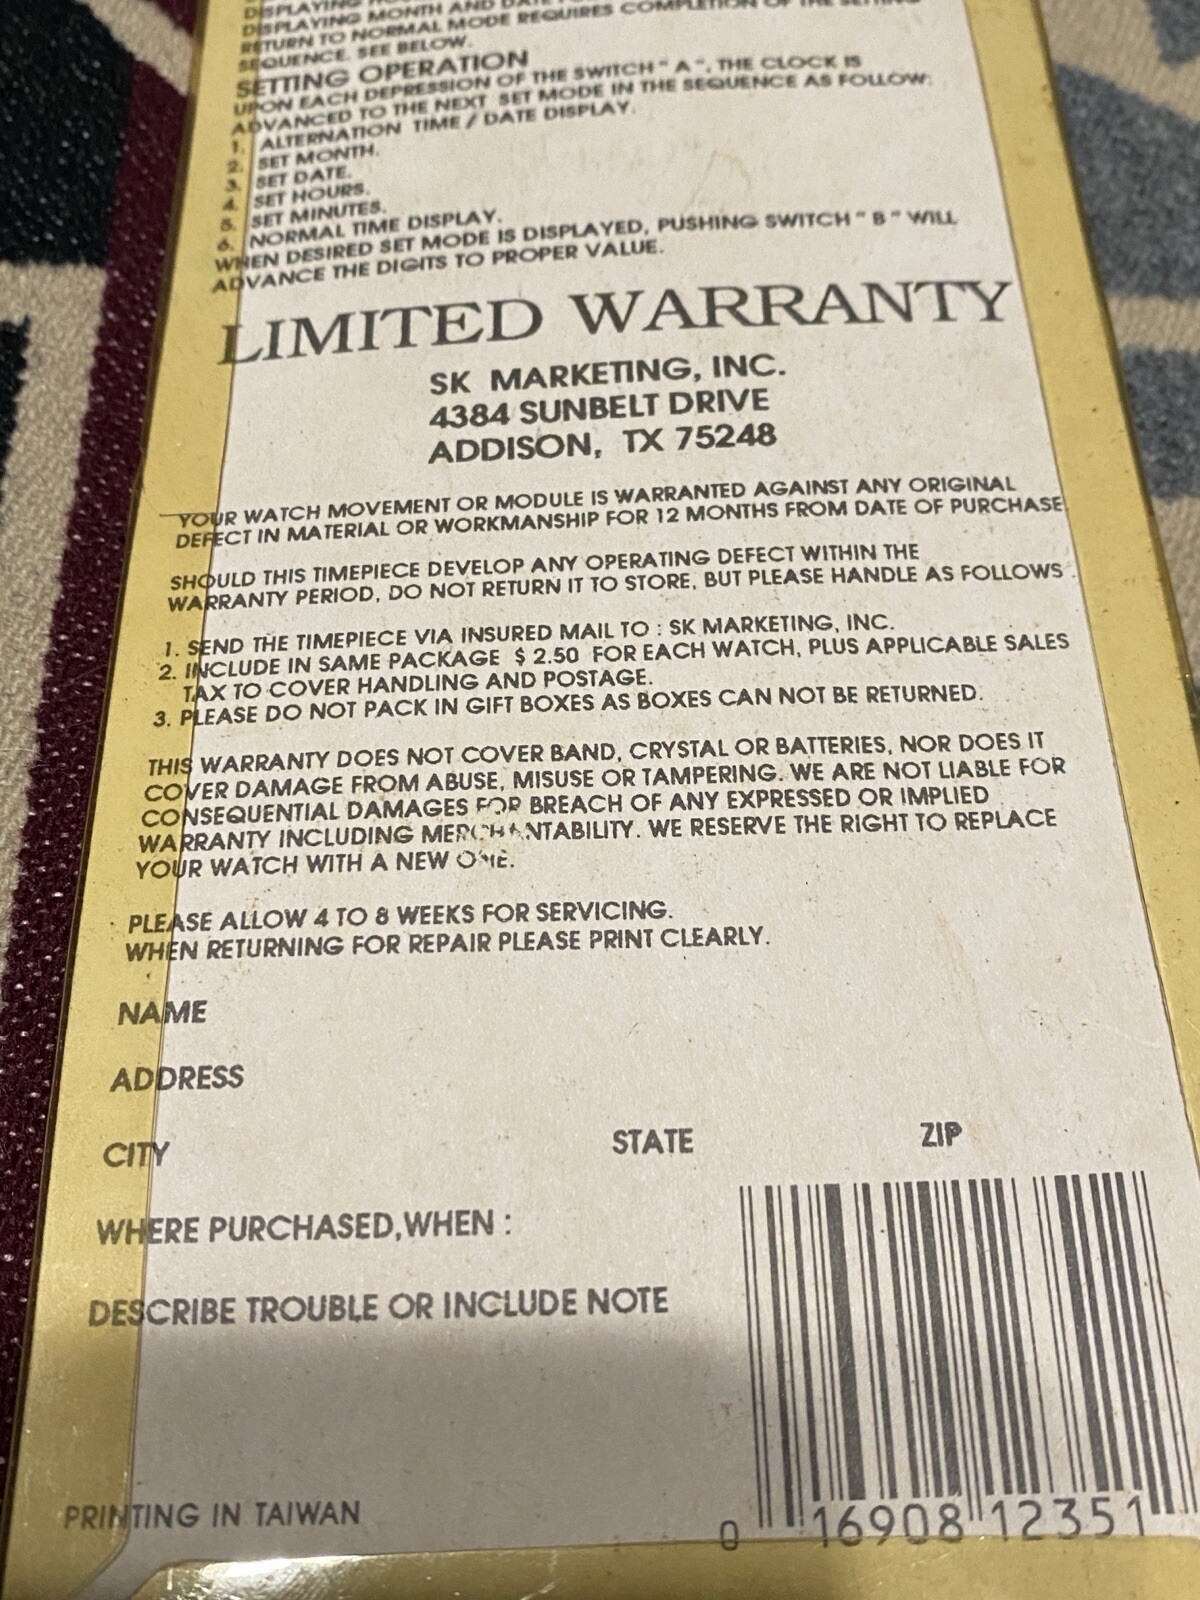 DISPLAYING
DISPLAYING MONTH AND DATE
RETURN TO NORMAL MODE REQUIRES COMPLETION OF THE SETTING
SEQUENCE. SEE BELOW.
SETTING OPERATION
UPON EACH DEPRESSION OF THE SWITCH " A ", THE CLOCK IS
ADVANCED TO THE NEXT SET MODE IN THE SEQUENCE AS FOLLOW:
1. ALTERNATION TIME / DATE DISPLAY.
2. SET MONTH.
3. SET DATE.
4. SET HOURS.
5. SET MINUTES.
6. NORMAL TIME DISPLAY.
WHEN DESIRED SET MODE IS DISPLAYED, PUSHING SWITCH " B " WILL
ADVANCE THE DIGITS TO PROPER VALUE.
LIMITED WARRANTY
SK MARKETING, INC.
4384 SUNBELT DRIVE
ADDISON, TX 75248
YOUR WATCH MOVEMENT OR MODULE IS WARRANTED AGAINST ANY ORIGINAL
DEFECT IN MATERIAL OR WORKMANSHIP FOR 12 MONTHS FROM DATE OF PURCHASE
SHOULD THIS TIMEPIECE DEVELOP ANY OPERATING DEFECT WITHIN THE
WARRANTY PERIOD, DO NOT RETURN IT TO STORE, BUT PLEASE HANDLE AS FOLLOWS .
1. SEND THE TIMEPIECE VIA INSURED MAIL TO : SK MARKETING, INC.
2. INCLUDE IN SAME PACKAGE $ 2.50 FOR EACH WATCH, PLUS APPLICABLE SALES
TAX TO COVER HANDLING AND POSTAGE.
3. PLEASE DO NOT PACK IN GIFT BOXES AS BOXES CAN NOT BE RETURNED.
THIS WARRANTY DOES NOT COVER BAND, CRYSTAL OR BATTERIES, NOR DOES IT
COVER DAMAGE FROM ABUSE, MISUSE OR TAMPERING. WE ARE NOT LIABLE FOR
CONSEQUENTIAL DAMAGES FOR BREACH OF ANY EXPRESSED OR IMPLIED
WARRANTY INCLUDING MERCHANTABILITY. WE RESERVE THE RIGHT TO REPLACE
YOUR WATCH WITH A NEW ONE.
PLEASE ALLOW 4 TO 8 WEEKS FOR SERVICING.
WHEN RETURNING FOR REPAIR PLEASE PRINT CLEARLY.
NAME
ADDRESS
CITY STATE ZIP
WHERE PURCHASED,WHEN :
DESCRIBE TROUBLE OR INCLUDE NOTE
PRINTING IN TAIWAN
0 16908 12351